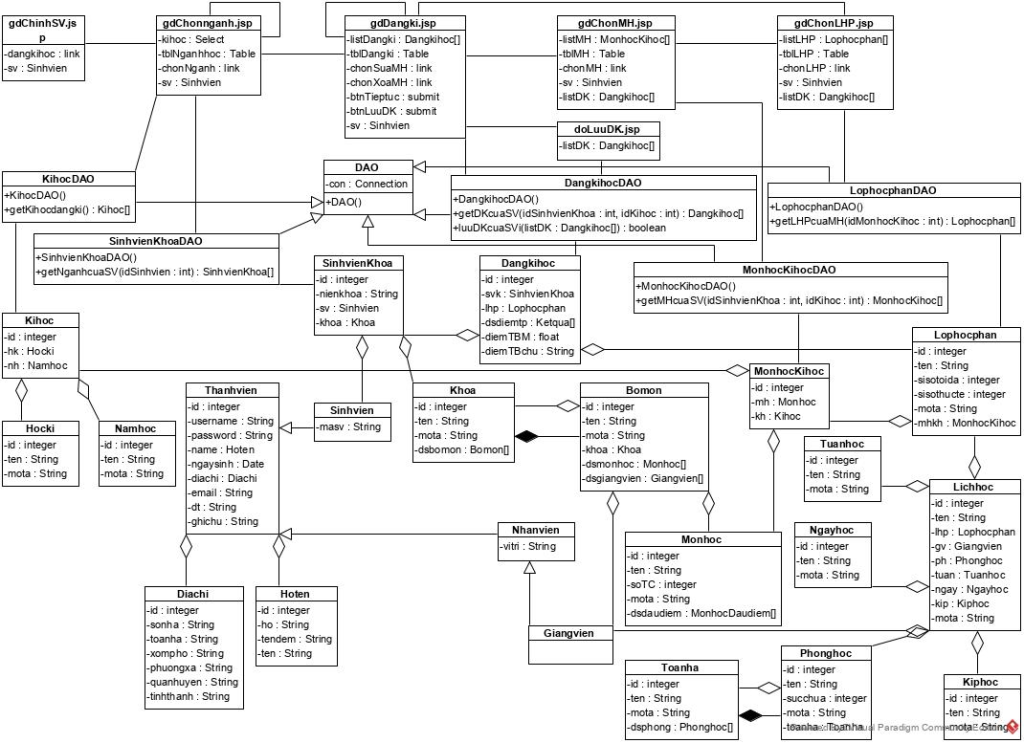 gdChinhSV.js
p
-dangkihoc : link
-sv : Sinhvien
gdChonnganh.jsp
-kihoc : Select
-tblNganhhoc : Table
-chonNganh : link
-sv : Sinhvien
gdDangki.jsp
-listDangki : Dangkihoc[]
-tblDangki : Table
-chonSuaMH : link
-chonXoaMH : link
-btnTieptuc : submit
-btnLuuDK : submit
-sv : Sinhvien
gdChonMH.jsp
-listMH : MonhocKihoc[]
-tblMH : Table
-chonMH : link
-sv : Sinhvien
-listDK : Dangkihoc[]
gdChonLHP.jsp
-listLHP : Lophocphan[]
-tblLHP : Table
-chonLHP : link
-sv : Sinhvien
-listDK : Dangkihoc[]
doLuuDK.jsp
-listDK : Dangkihoc[]
DAO
-con : Connection
+DAO()
KihocDAO
+KihocDAO()
+getKihocdangki() : Kihoc[]
DangkihocDAO
+DangkihocDAO()
+getDKcuaSV(idSinhvienKhoa : int, idKihoc : int) : Dangkihoc[]
+luuDKcuaSVi(listDK : Dangkihoc[]) : boolean
LophocphanDAO
+LophocphanDAO()
+getLHPcuaMH(idMonhocKihoc : int) : Lophocphan[]
SinhvienKhoaDAO
+SinhvienKhoaDAO()
+getNganhcuaSV(idSinhvien : int) : SinhvienKhoa[]
SinhvienKhoa
-id : integer
-nienkhoa : String
-sv : Sinhvien
-khoa : Khoa
Dangkihoc
-id : integer
-svk : SinhvienKhoa
-lhp : Lophocphan
-dsdiemtp : Ketqua[]
-diemTBM : float
-diemTBchu : String
MonhocKihocDAO
+MonhocKihocDAO()
+getMHcuaSV(idSinhvienKhoa : int, idKihoc : int) : MonhocKihoc[]
Kihoc
-id : integer
-hk : Hocki
-nh : Namhoc
Lophocphan
-id : integer
-ten : String
-sisotoida : integer
-sisothucte : integer
-mota : String
-mhkh : MonhocKihoc
MonhocKihoc
-id : integer
-mh : Monhoc
-kh : Kihoc
Thanhvien
-id : integer
-username : String
-password : String
-name : Hoten
-ngaysinh : Date
-diachi : Diachi
-email : String
-dt : String
-ghichu : String
Sinhvien
-masv : String
Khoa
-id : integer
-ten : String
-mota : String
-dsbomon : Bomon[]
Bomon
-id : integer
-ten : String
-mota : String
-khoa : Khoa
-dsmonhoc : Monhoc[]
-dsgiangvien : Giangvien[]
Hocki
-id : integer
-ten : String
-mota : String
Namhoc
-id : integer
-ten : String
-mota : String
Tuanhoc
-id : integer
-ten : String
-mota : String
Lichhoc
-id : integer
-ten : String
-lhp : Lophocphan
-gv : Giangvien
-ph : Phonghoc
-tuan : Tuanhoc
-ngay : Ngayhoc
-kip : Kiphoc
-mota : String
Nhanvien
-vitri : String
Monhoc
-id : integer
-ten : String
-soTC : integer
-mota : String
-dsdaudiem : MonhocDaudiem[]
Ngayhoc
-id : integer
-ten : String
-mota : String
Diachi
-id : integer
-sonha : String
-toanha : String
-xompho : String
-phuongxa : String
-quanhuyen : String
-tinhthanh : String
Hoten
-id : integer
-ho : String
-tendem : String
-ten : String
Giangvien
Toanha
-id : integer
-ten : String
-mota : String
-dsphong : Phonghoc[]
Phonghoc
-id : integer
-ten : String
-succhua : integer
-mota : String
-toanha : Toanha
Kiphoc
-id : integer
-ten : String
-mota : String
Visual Paradigm Community